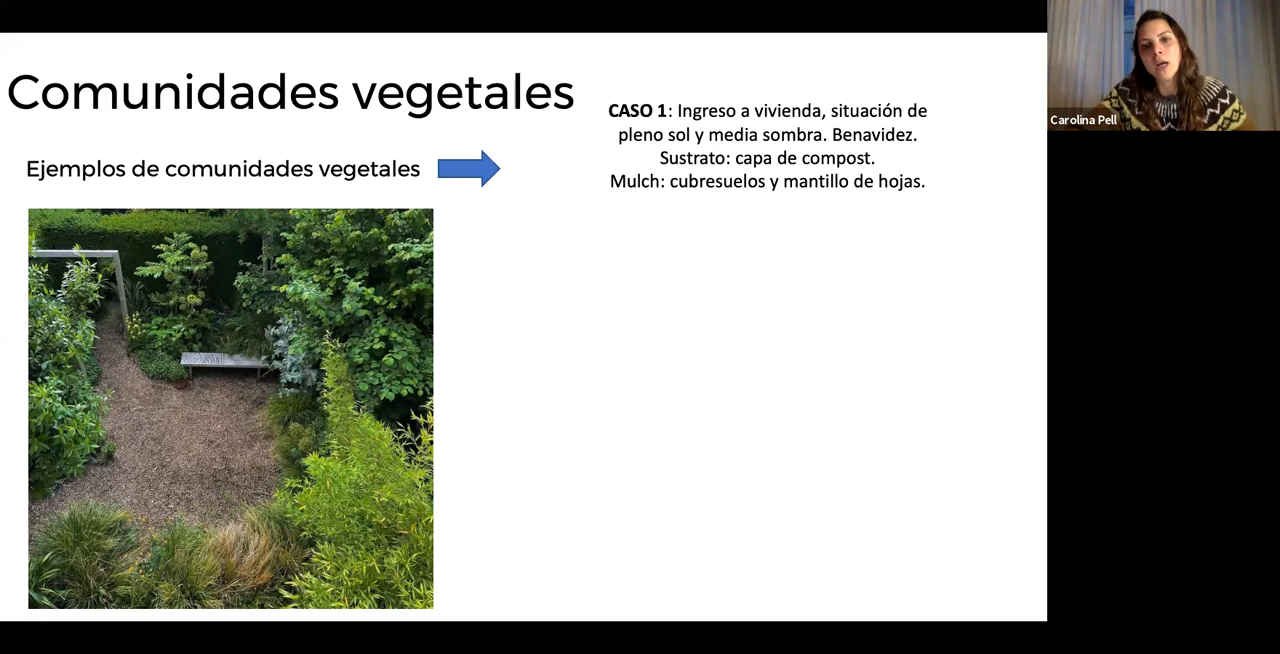 Comunidades vegetales
Ejemplos de comunidades vegetales
CASO 1: Ingreso a vivienda, situación de
pleno sol y media sombra. Benavidez.
Sustrato: capa de compost.
Mulch: cubresuelos y mantillo de hojas.
Carolina Pell